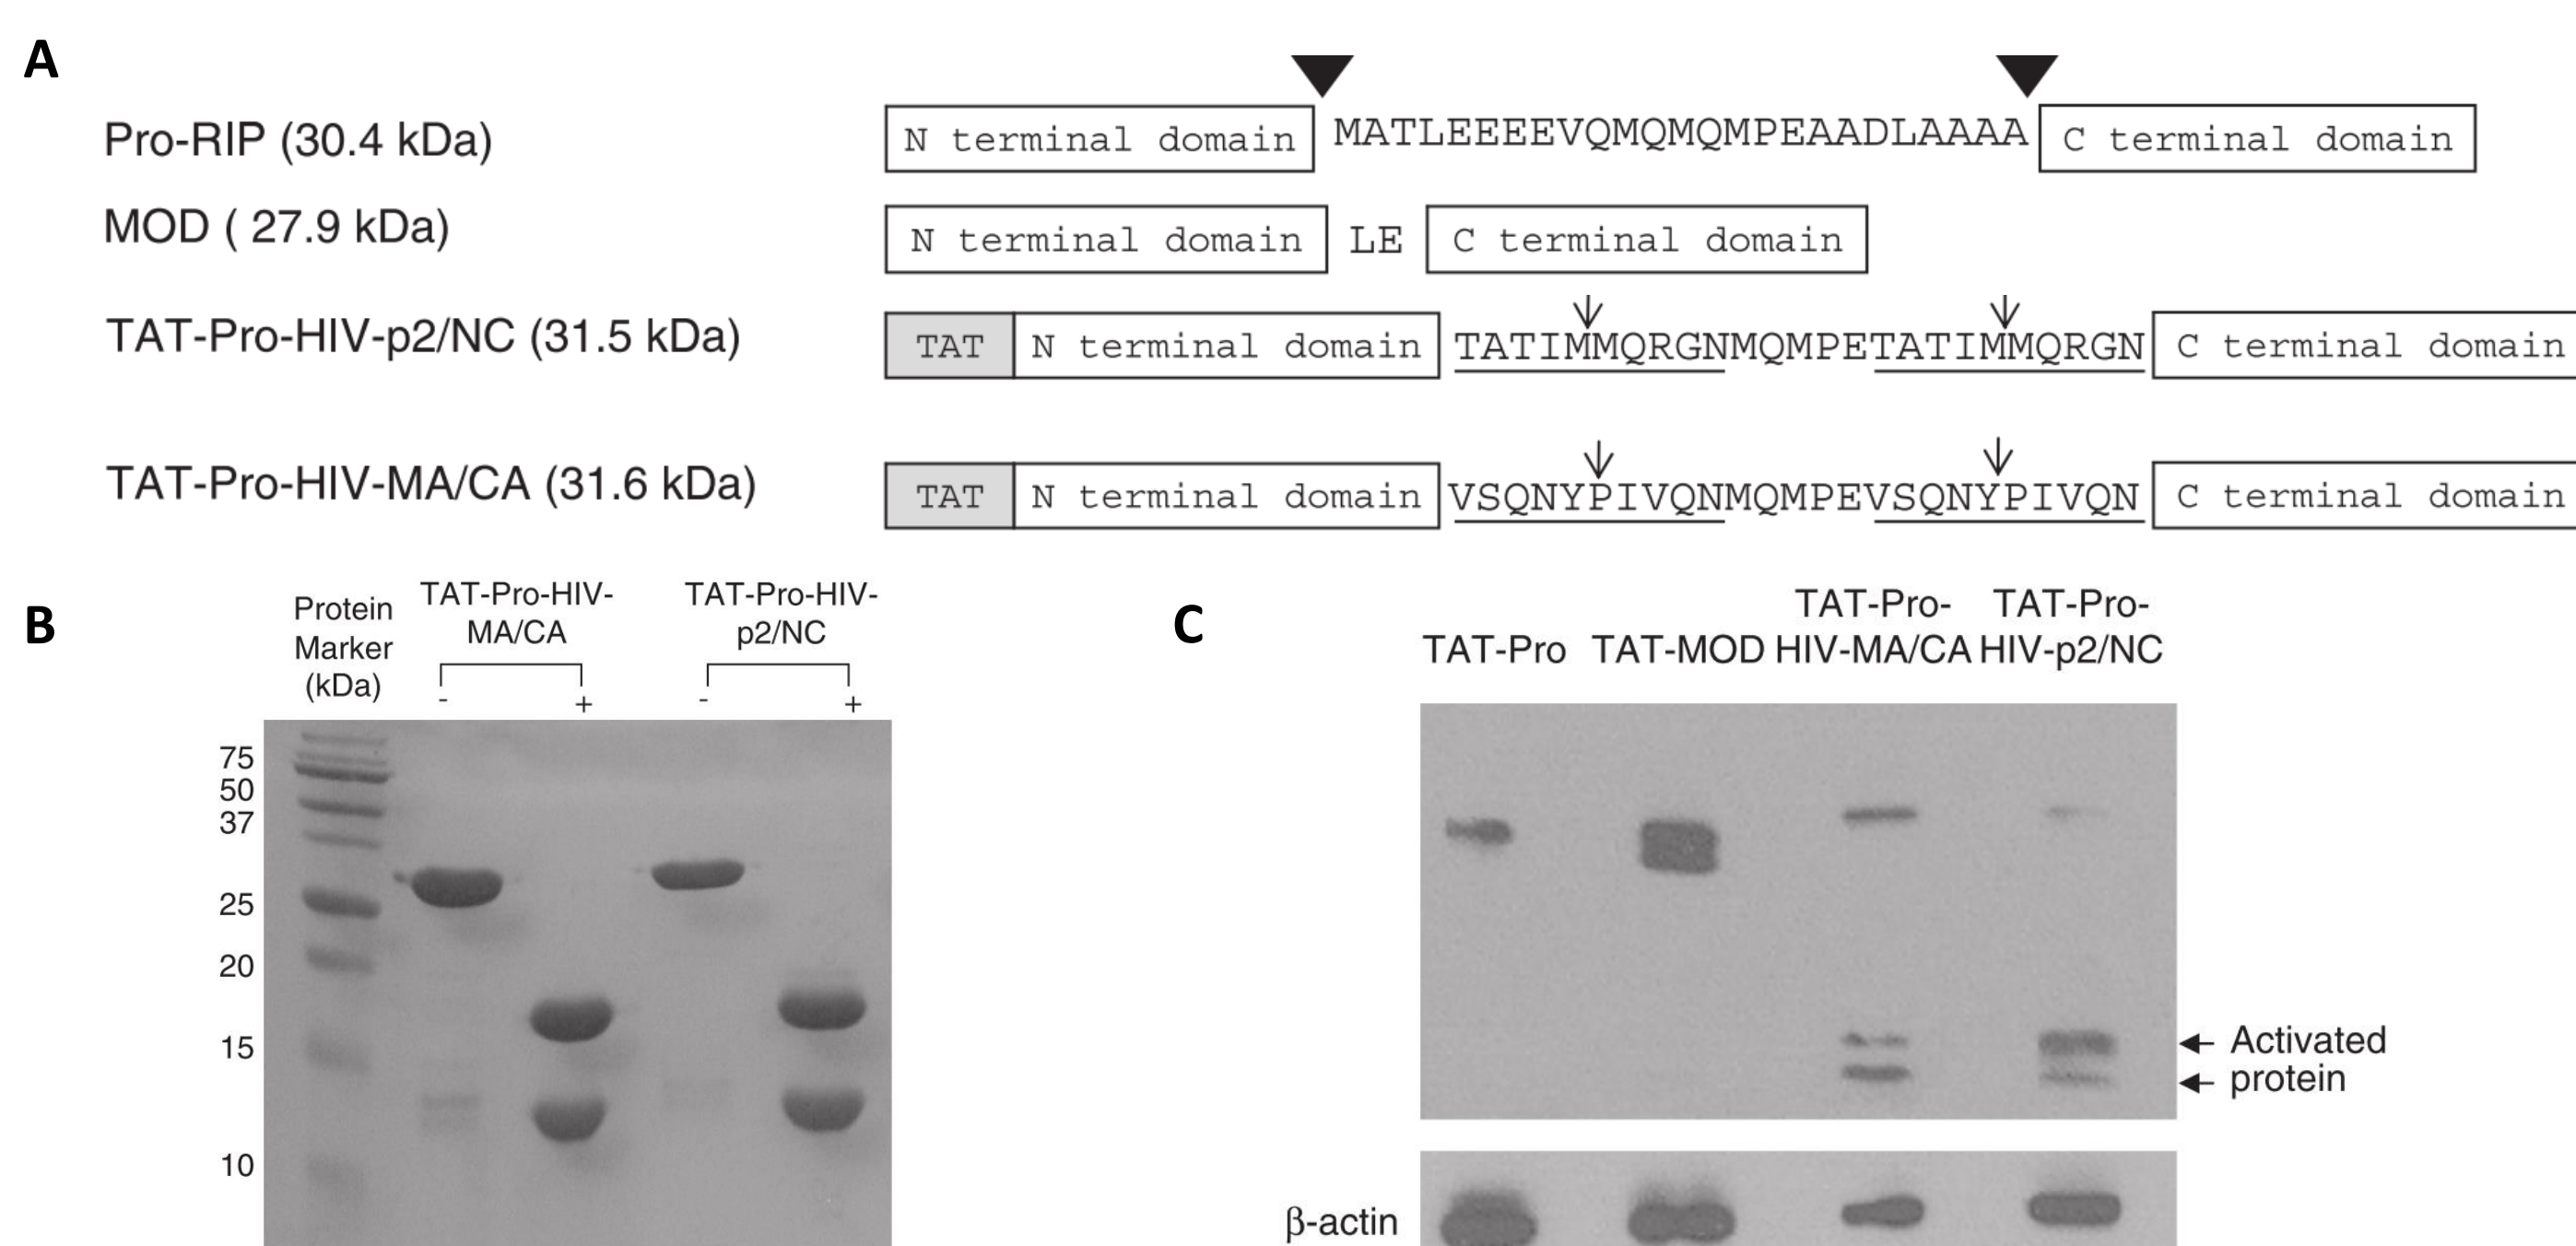 A
Pro-RIP (30.4 kDa)
N terminal domain MATLEEEEVQMQMQMPEAADLAAAA C terminal domain
MOD ( 27.9 kDa)
N terminal domain LE C terminal domain
TAT-Pro-HIV-p2/NC (31.5 kDa)
TAT N terminal domain TATIMMQRGNMQMPETATIMMQRGN C terminal domain
TAT-Pro-HIV-MA/CA (31.6 kDa)
TAT N terminal domain VSQNYPIVQNMQMPEVSQNYPIVQN C terminal domain
B
Protein
Marker
(kDa)
TAT-Pro-HIV-
MA/CA
- +
TAT-Pro-HIV-
p2/NC
- +
75
50
37
25
20
15
10
C
TAT-Pro
TAT-MOD
TAT-Pro-
HIV-MA/CA
TAT-Pro-
HIV-p2/NC
Activated
protein
β-actin